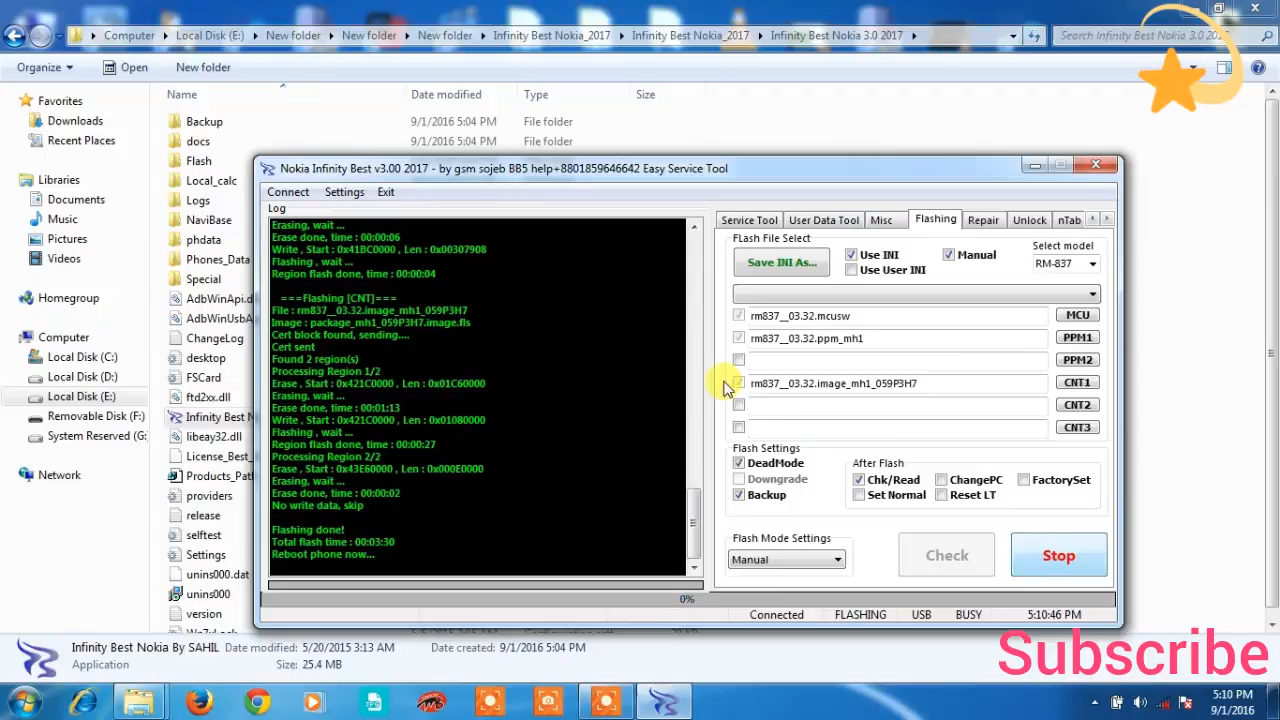 Computer
Local Disk (E:)
New folder
New folder
New folder
Infinity Best Nokia_2017
Infinity Best Nokia_2017
Infinity Best Nokia 3.0 2017
Search Infinity Best Nokia 3.0 2017
Organize
Open
New folder
Name
Date modified
Type
Size
Favorites
Downloads
Recent Places
Libraries
Documents
Music
Pictures
Videos
Homegroup
Computer
Local Disk (C:)
Local Disk (D:)
Local Disk (E:)
Removable Disk (F:)
System Reserved (G:
Network
Backup
9/1/2016 5:04 PM
File folder
docs
9/1/2016 5:04 PM
File folder
Flash
Local_calc
Logs
NaviBase
phdata
Phones_Data
Special
AdbWinApi.d
AdbWinUsbA
ChangeLog
desktop
FSCard
ftd2xx.dll
Infinity Best N
libeay32.dll
License_Best_
Products_Pat
providers
release
selftest
Settings
unins000.dat
unins000
version
Nokia Infinity Best v3.00 2017 - by gsm sojeb BB5 help+8801859646642 Easy Service Tool
Connect
Settings
Exit
Log
Erasing, wait ...
Erase done, time : 00:00:06
Write , Start : 0x41BC0000 , Len : 0x00307908
Flashing , wait ...
Region flash done, time : 00:00:04
===Flashing [CNT]===
File : rm837__03.32.image_mh1_059P3H7
Image : package_mh1_059P3H7.image.fls
Cert block found, sending....
Cert sent
Found 2 region(s)
Processing Region 1/2
Erase , Start : 0x421C0000 , Len : 0x01C60000
Erasing, wait ...
Erase done, time : 00:01:13
Write , Start : 0x421C0000 , Len : 0x01080000
Flashing , wait ...
Region flash done, time : 00:00:27
Processing Region 2/2
Erase , Start : 0x43E60000 , Len : 0x000E0000
Erasing, wait ...
Erase done, time : 00:00:02
No write data, skip
Flashing done!
Total flash time : 00:03:30
Reboot phone now...
Service Tool
User Data Tool
Misc
Flashing
Repair
Unlock
nTab
FLash File Select
Save INI As...
Use INI
Use User INI
Manual
Select model
RM-837
rm837__03.32.mcusw
MCU
rm837__03.32.ppm_mh1
PPM1
PPM2
rm837__03.32.image_mh1_059P3H7
CNT1
CNT2
CNT3
Flash Settings
DeadMode
Downgrade
Backup
After Flash
Chk/Read
ChangePC
FactorySet
Set Normal
Reset LT
Flash Mode Settings
Manual
Check
Stop
0%
Connected
FLASHING
USB
BUSY
5:10:46 PM
Infinity Best Nokia By SAHIL
Date modified: 5/20/2015 3:13 AM
Date created: 9/1/2016 5:04 PM
Application
Size: 25.4 MB
Subscribe
5:10 PM
9/1/2016